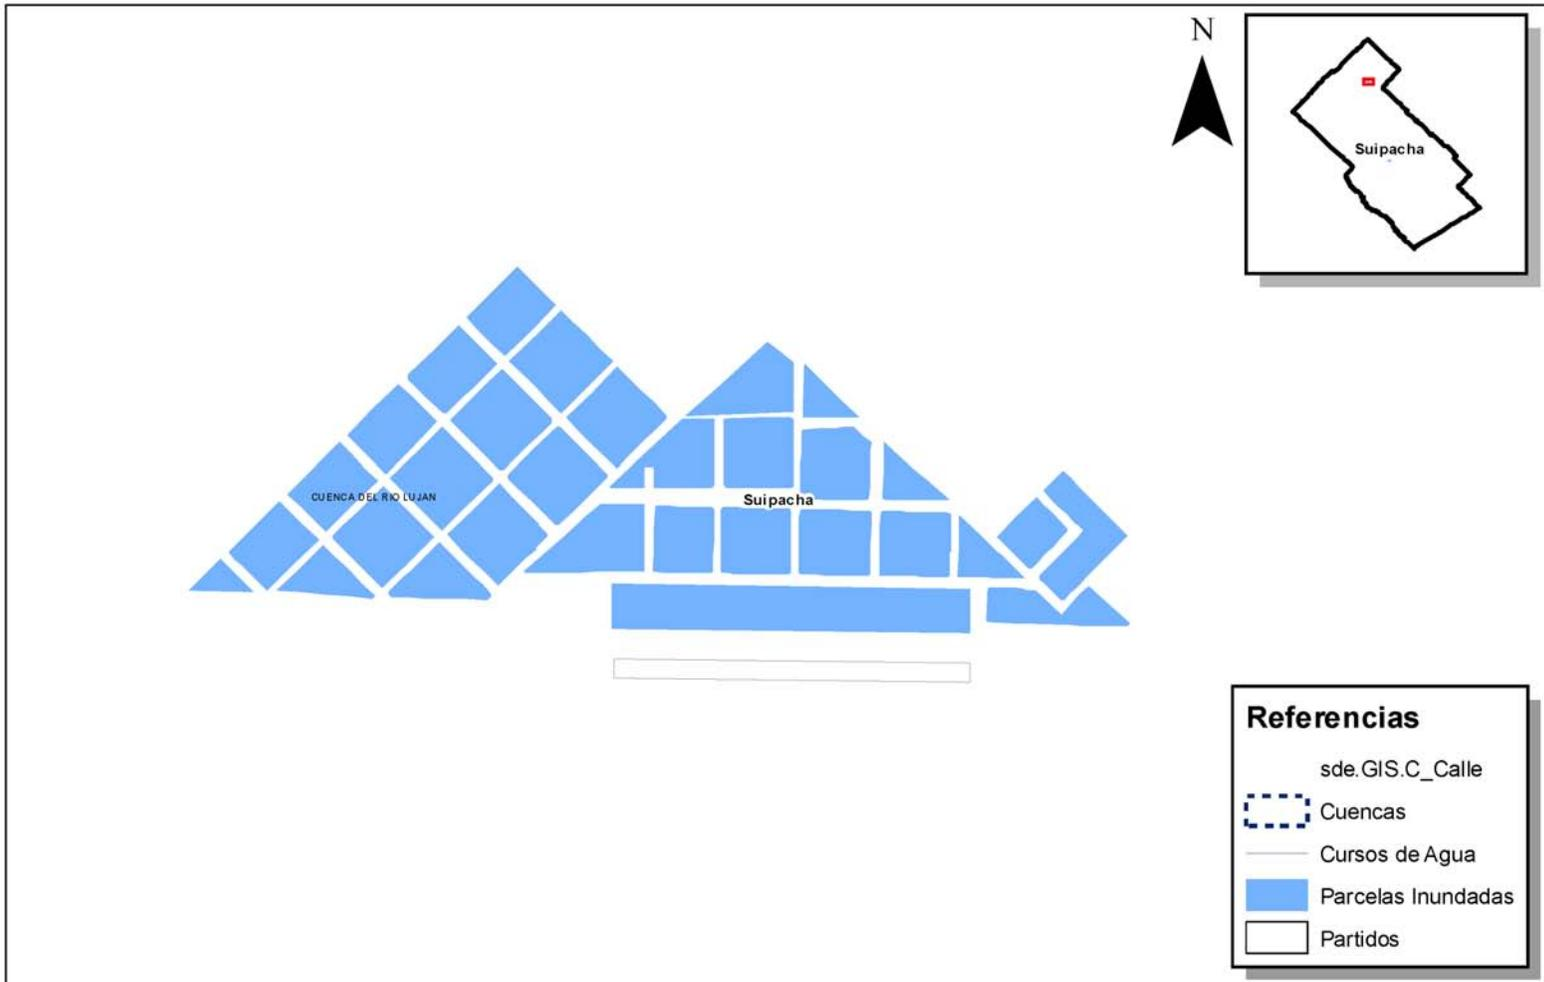 N
Suipacha
CUENCA DEL RIO LUJAN
Suipacha
Referencias
sde.GIS.C_Calle
Cuencas
Cursos de Agua
Parcelas Inundadas
Partidos